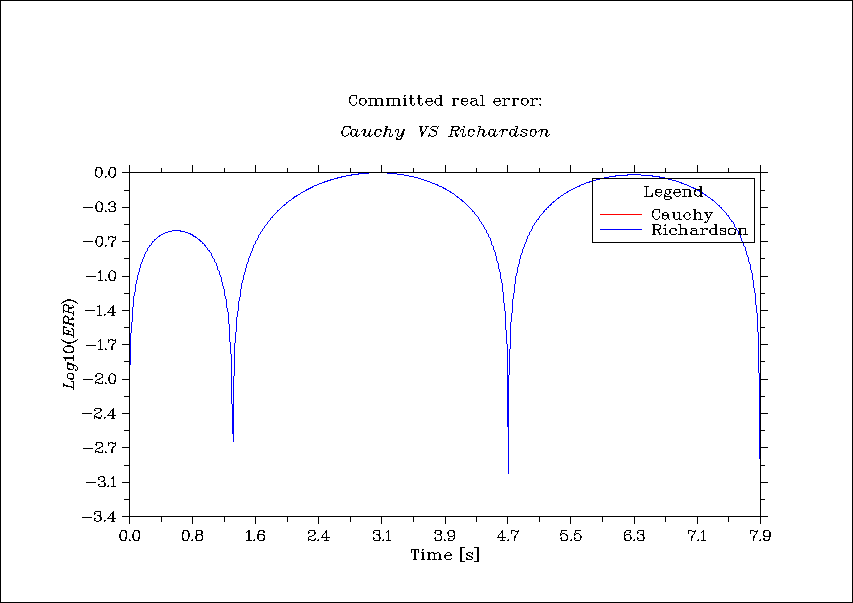 Committed real error:
Cauchy VS Richardson
Legend
Cauchy
Richardson
0.0
−0.3
−0.7
−1.0
−1.4
−1.7
−2.0
−2.4
−2.7
−3.1
−3.4
Log10(ERR)
0.0 0.8 1.6 2.4 3.1 3.9 4.7 5.5 6.3 7.1 7.9
Time [s]